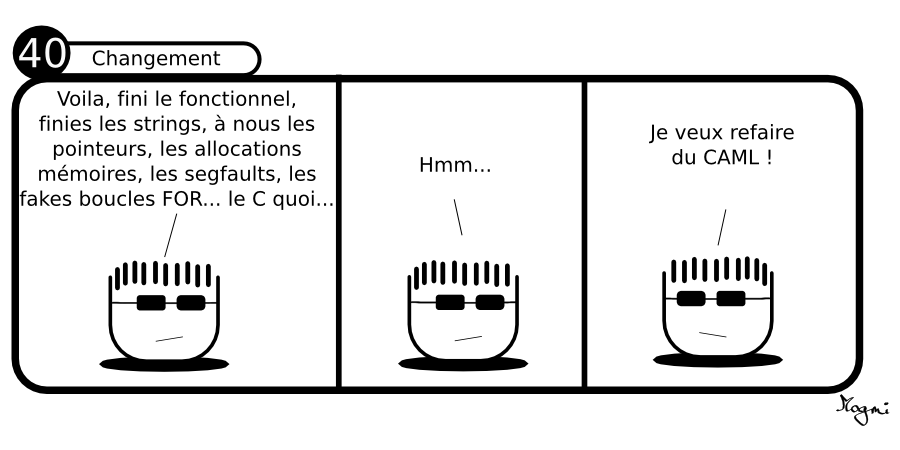 40
Changement
Voila, fini le fonctionnel,
finies les strings, à nous les
pointeurs, les allocations
mémoires, les segfaults, les
fakes boucles FOR... le C quoi...
Hmm...
Je veux refaire
du CAML !
Mogmi